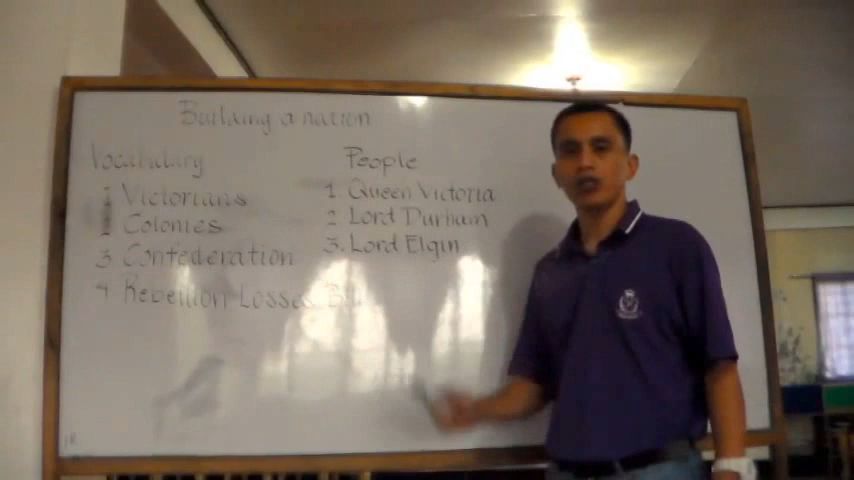 Building a nation
Vocabulary
1 Victorians
2 Colonies
3 Confederation
4 Rebellion Losses Bill
People
1. Queen Victoria
2 Lord Durham
3. Lord Elgin